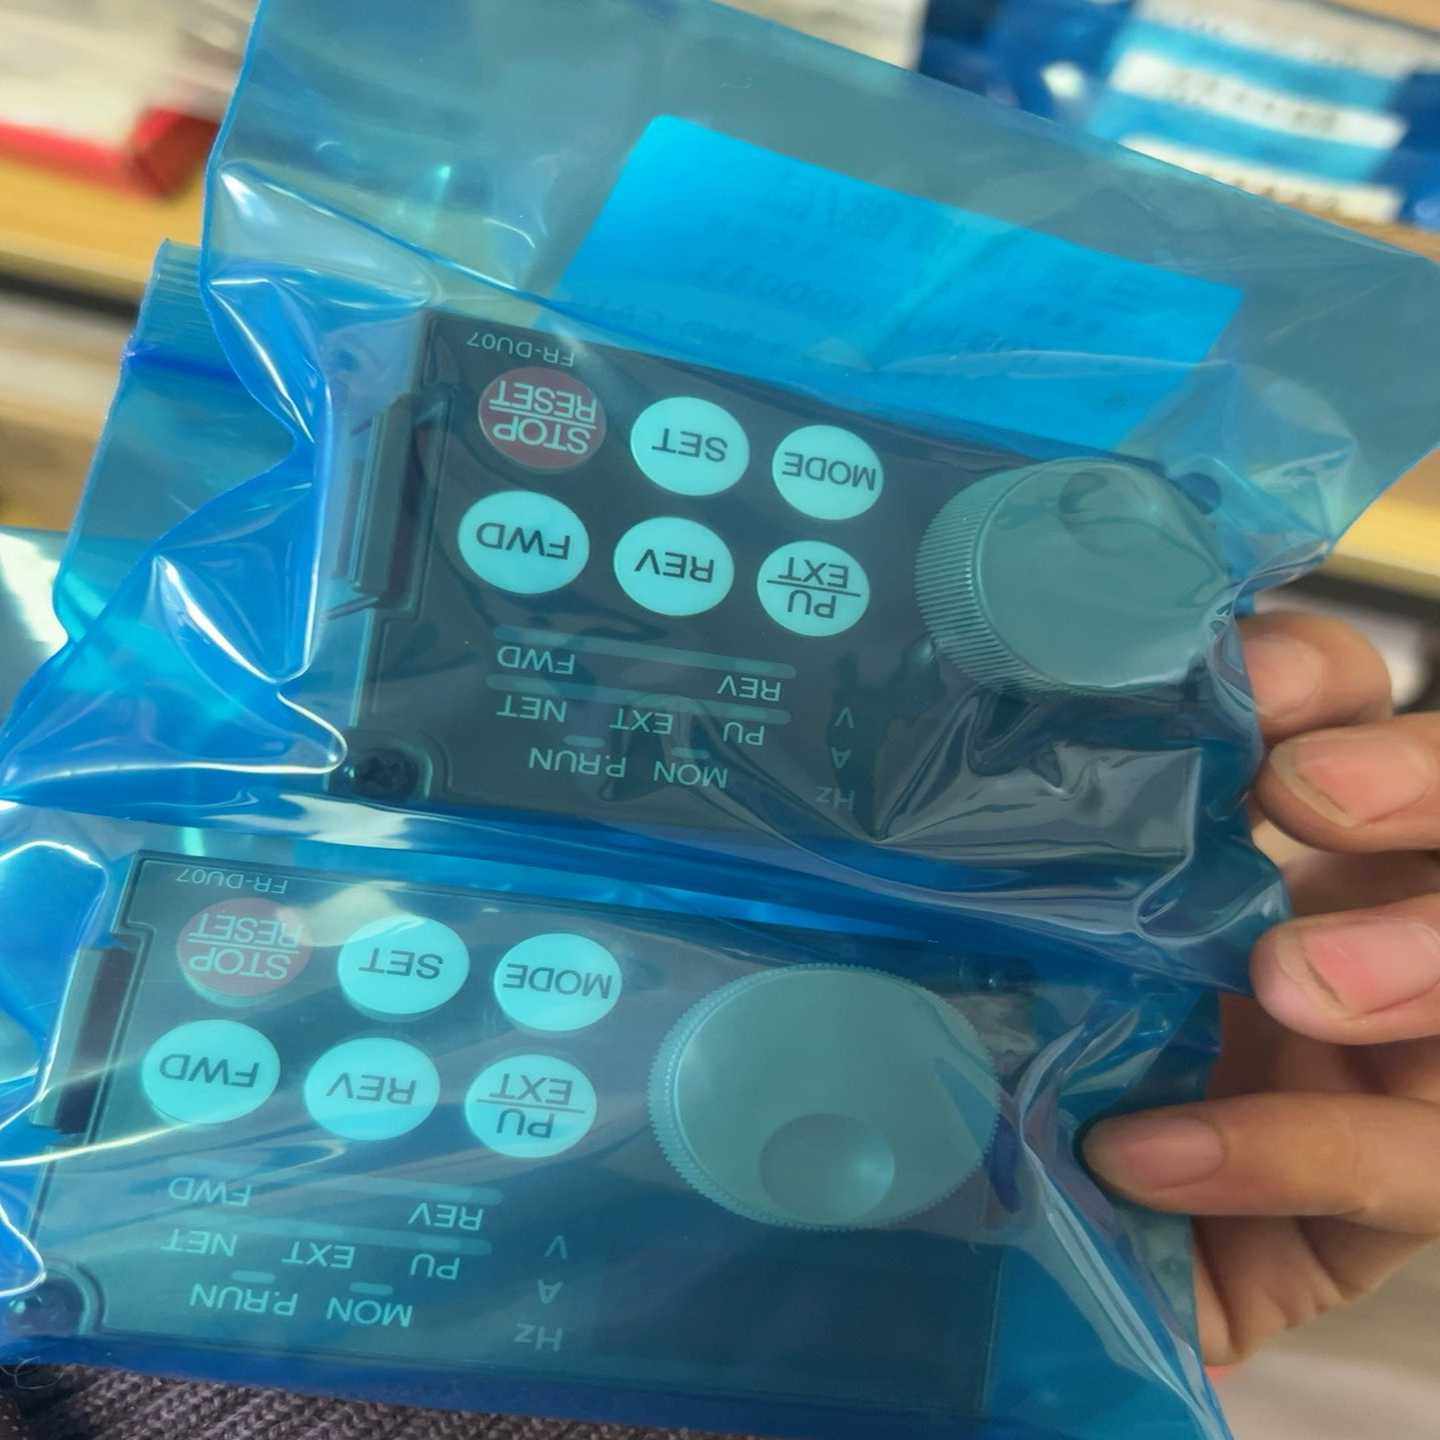 Hz
MON P.RUN
A
PU EXT NET
V
REV FWD
PU
EXT
REV
FWD
MODE
SET
STOP
RESET
FR-DU07
Hz
MON P.RUN
A
PU EXT NET
V
REV FWD
PU
EXT
REV
FWD
MODE
SET
STOP
RESET
FR-DU07